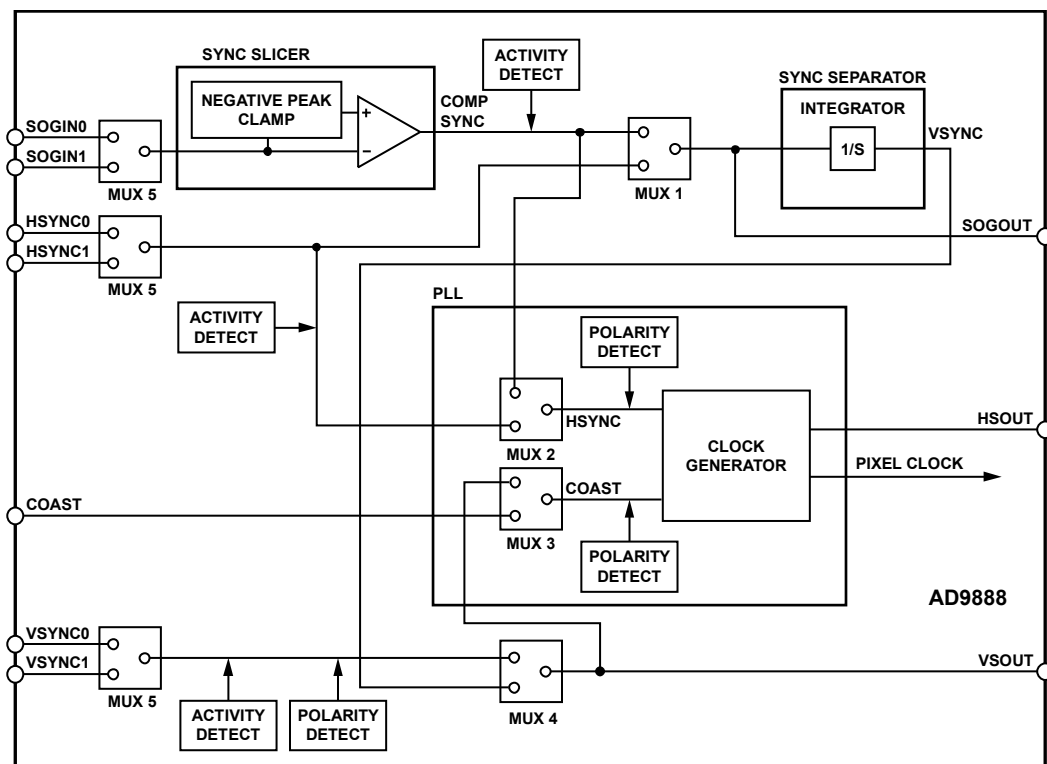 SYNC SLICER
NEGATIVE PEAK
CLAMP
+
−
COMP
SYNC
ACTIVITY
DETECT
SYNC SEPARATOR
INTEGRATOR
1/S
VSYNC
SOGIN0
SOGIN1
MUX 5
MUX 1
HSYNC0
HSYNC1
MUX 5
SOGOUT
ACTIVITY
DETECT
PLL
POLARITY
DETECT
HSYNC
MUX 2
CLOCK
GENERATOR
HSOUT
PIXEL CLOCK
COAST
COAST
MUX 3
POLARITY
DETECT
AD9888
VSYNC0
VSYNC1
MUX 5
ACTIVITY
DETECT
POLARITY
DETECT
MUX 4
VSOUT